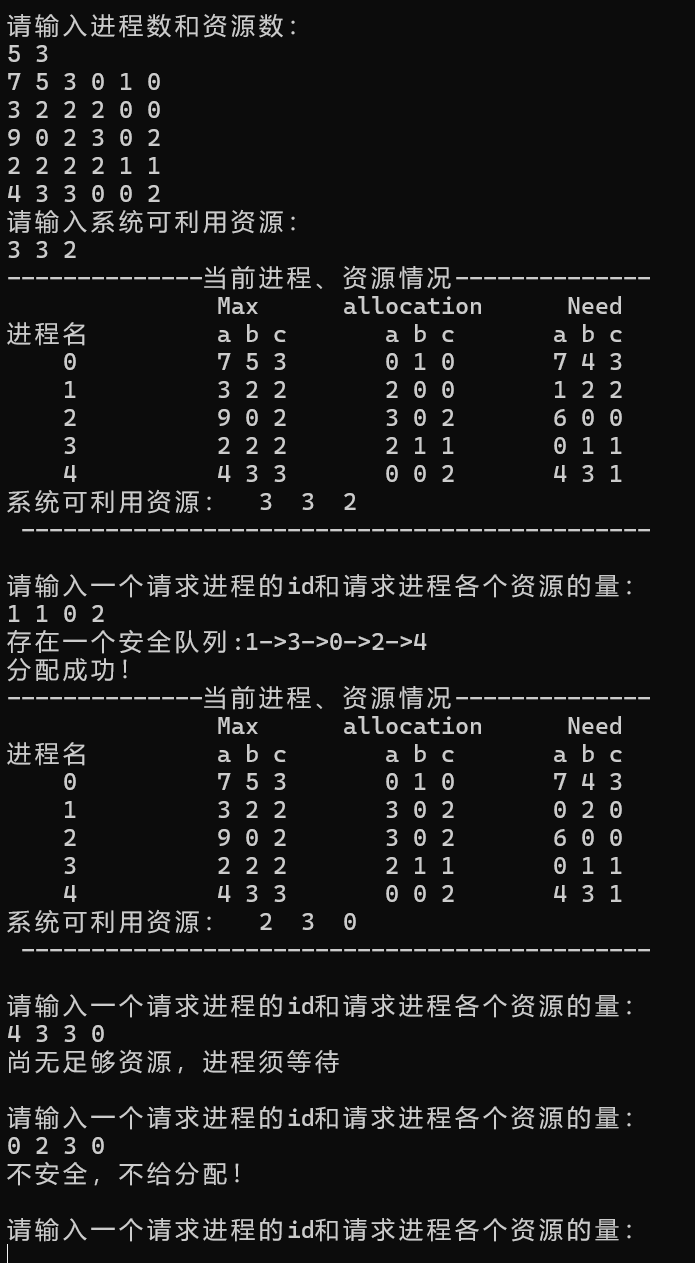 请输入进程数和资源数：
5 3
7 5 3 0 1 0
3 2 2 2 0 0
9 0 2 3 0 2
2 2 2 2 1 1
4 3 3 0 0 2
请输入系统可利用资源：
3 3 2
--------------当前进程、资源情况--------------
Max allocation Need
进程名 a b c a b c a b c
0 7 5 3 0 1 0 7 4 3
1 3 2 2 2 0 0 1 2 2
2 9 0 2 3 0 2 6 0 0
3 2 2 2 2 1 1 0 1 1
4 4 3 3 0 0 2 4 3 1
系统可利用资源： 3 3 2
---------------------------------------------
请输入一个请求进程的id和请求进程各个资源的量：
1 1 0 2
存在一个安全队列:1->3->0->2->4
分配成功！
--------------当前进程、资源情况--------------
Max allocation Need
进程名 a b c a b c a b c
0 7 5 3 0 1 0 7 4 3
1 3 2 2 3 0 2 0 2 0
2 9 0 2 3 0 2 6 0 0
3 2 2 2 2 1 1 0 1 1
4 4 3 3 0 0 2 4 3 1
系统可利用资源： 2 3 0
---------------------------------------------
请输入一个请求进程的id和请求进程各个资源的量：
4 3 3 0
尚无足够资源，进程须等待
请输入一个请求进程的id和请求进程各个资源的量：
0 2 3 0
不安全，不给分配！
请输入一个请求进程的id和请求进程各个资源的量：